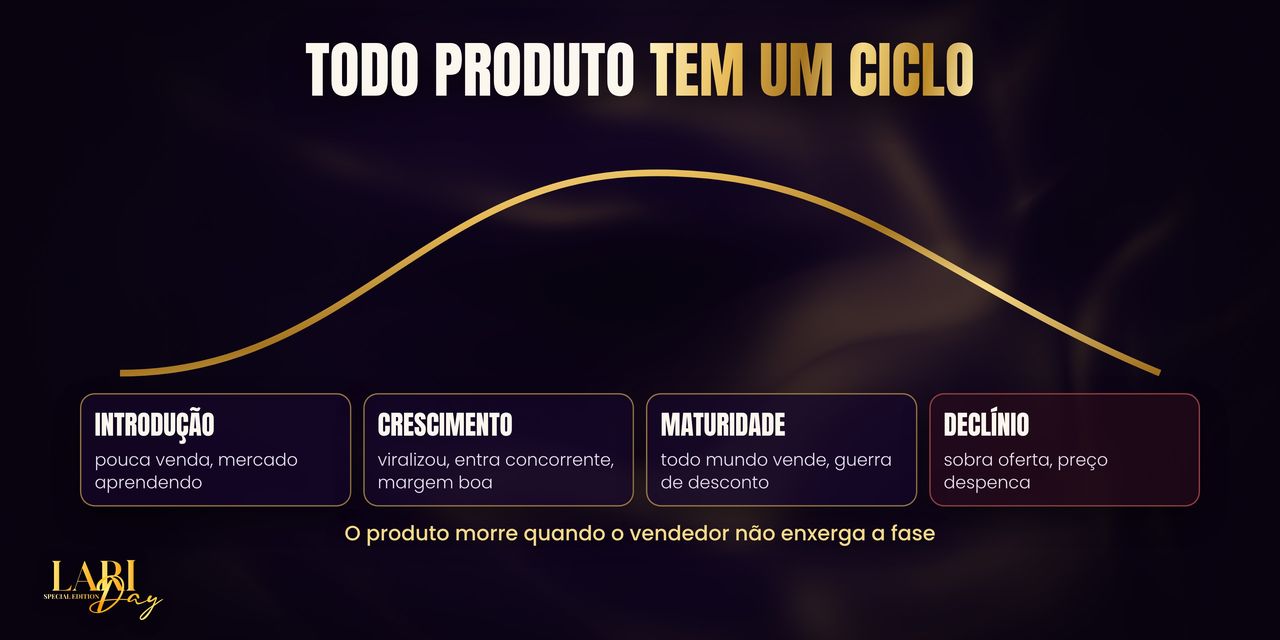 TODO PRODUTO TEM UM CICLO
INTRODUÇÃO
pouca venda, mercado
aprendendo
CRESCIMENTO
viralizou, entra concorrente,
margem boa
MATURIDADE
todo mundo vende, guerra
de desconto
DECLÍNIO
sobra oferta, preço
despenca
O produto morre quando o vendedor não enxerga a fase
LABI
SPECIAL EDITION
Day